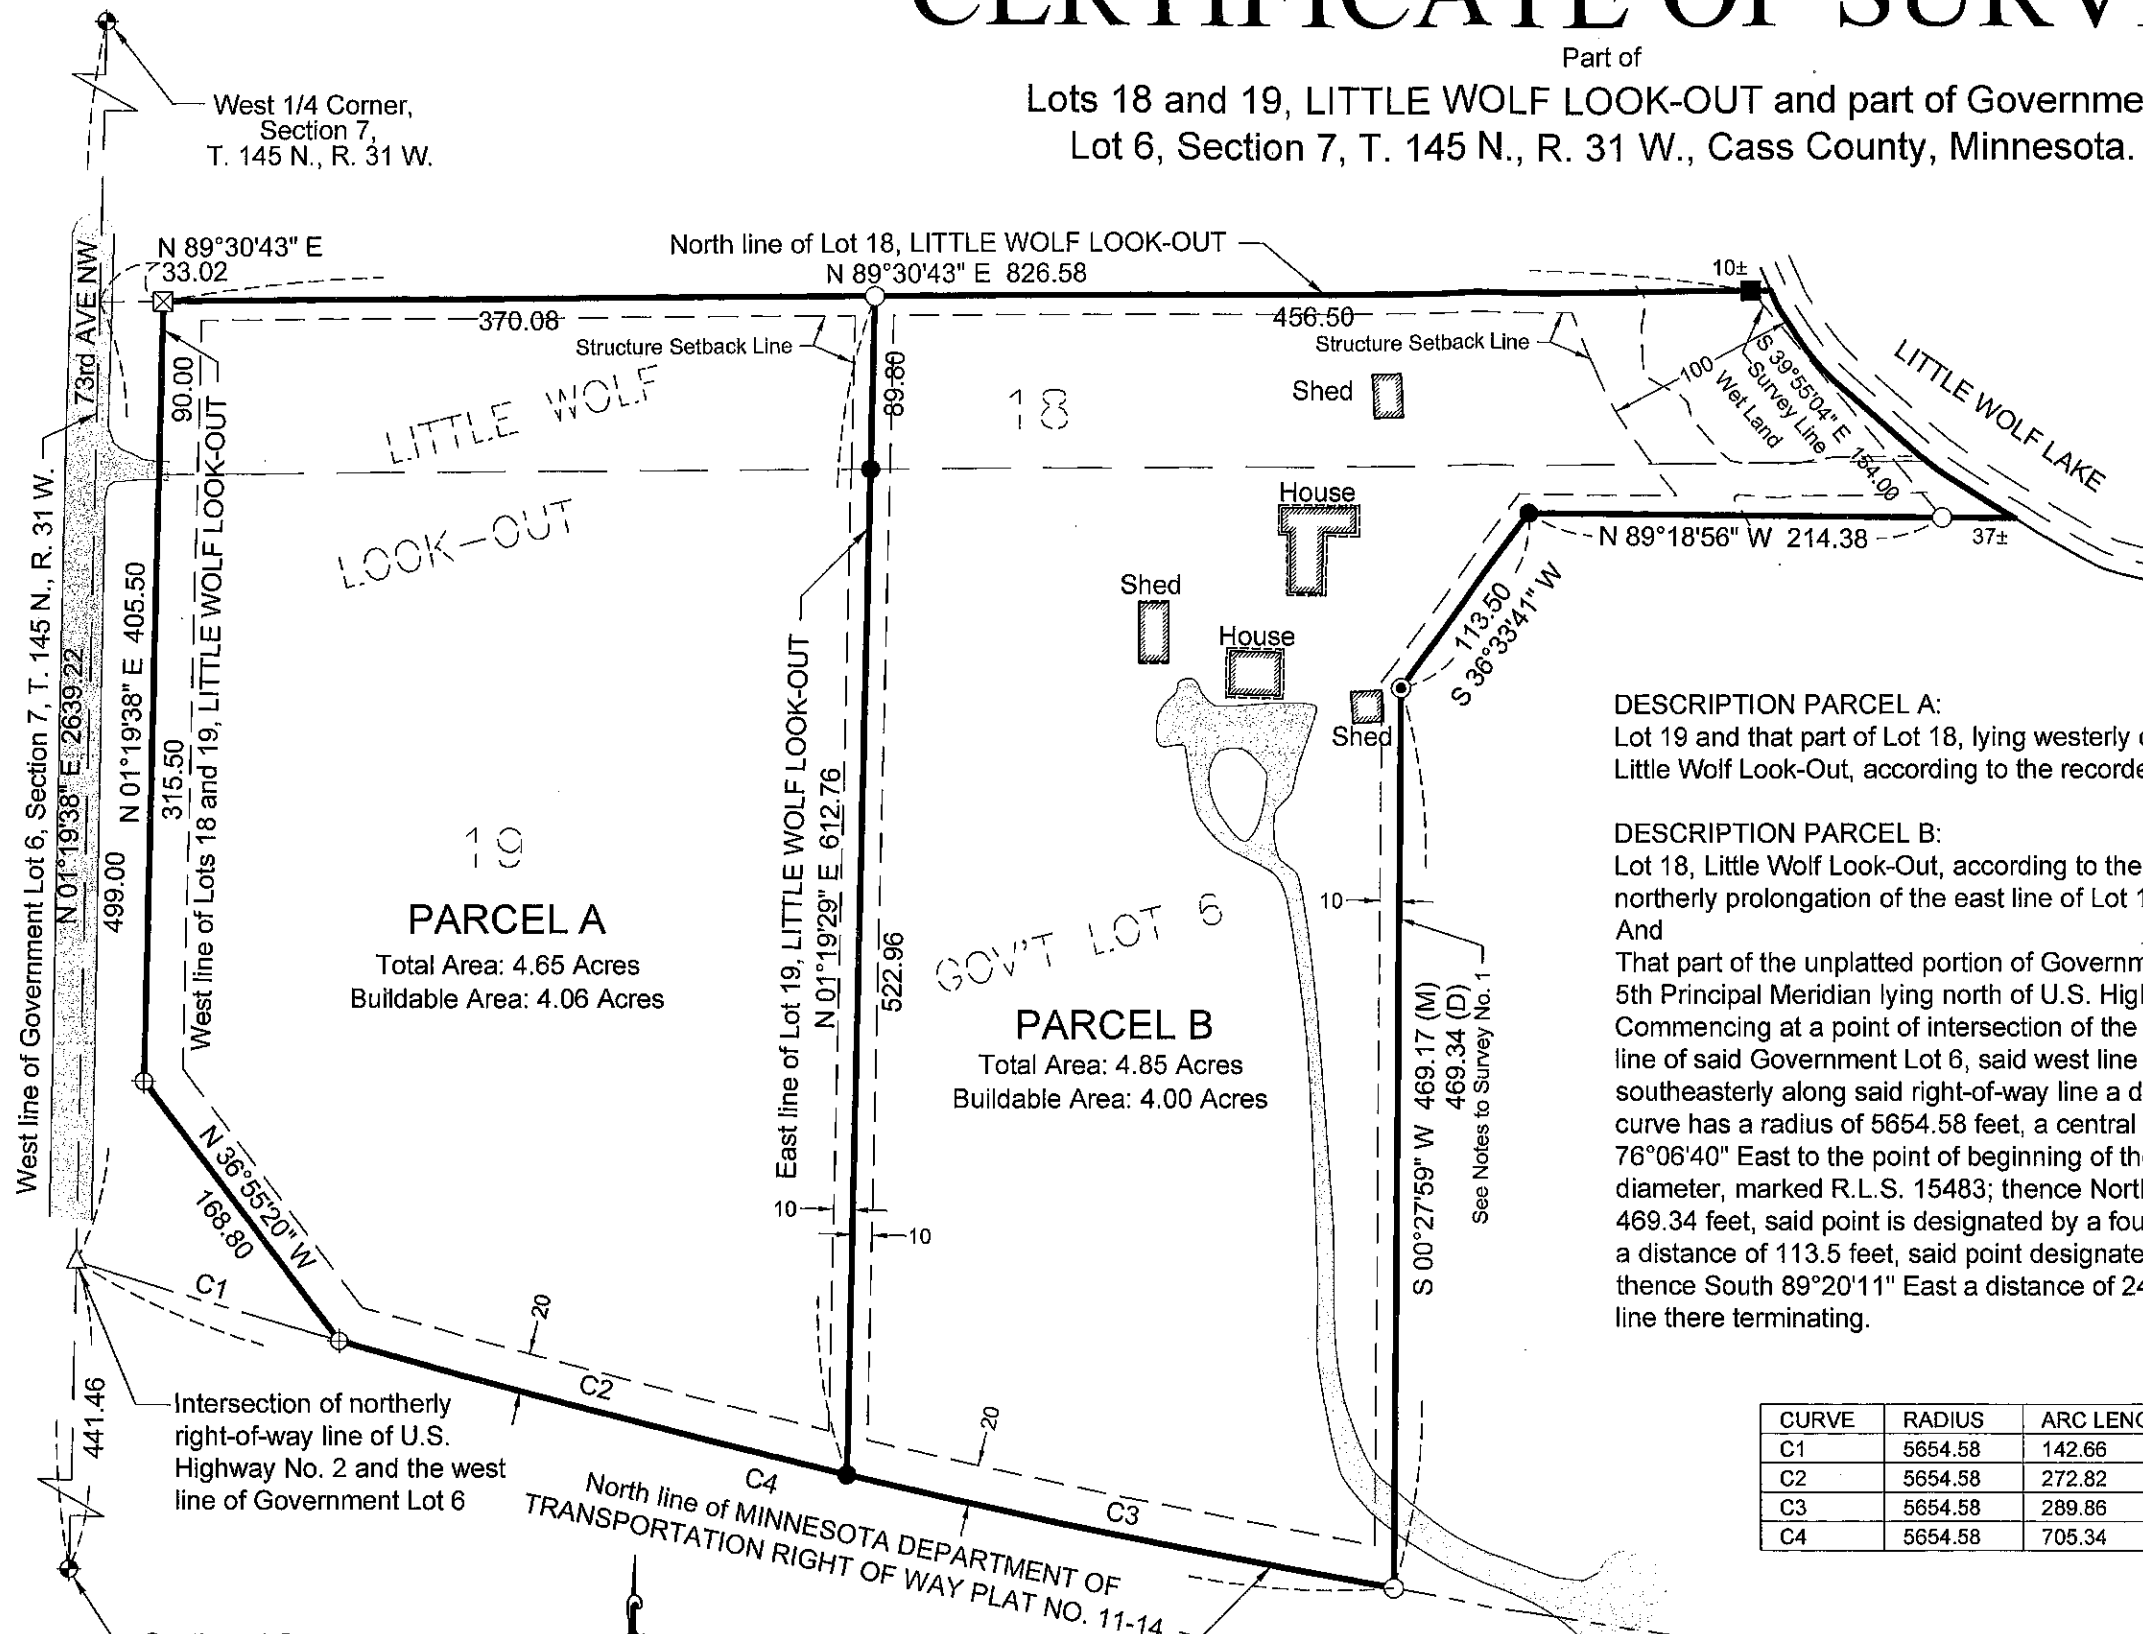 CERTIFICATE OF SURV
Part of
Lots 18 and 19, LITTLE WOLF LOOK-OUT and part of Governme
Lot 6, Section 7, T. 145 N., R. 31 W., Cass County, Minnesota.
West 1/4 Corner,
Section 7,
T. 145 N., R. 31 W.
N 89°30'43" E
33.02
North line of Lot 18, LITTLE WOLF LOOK-OUT
N 89°30'43" E 826.58
10±
370.08
456.50
Structure Setback Line
Structure Setback Line
73rd AVE NW
90.00
89.80
LITTLE WOLF
LOOK-OUT
18
Shed
100
Wet Land
S 39°55'04" E
Survey Line
154.00
LITTLE WOLF LAKE
House
N 89°18'56" W 214.38
37±
113.50
S 36°33'41" W
Shed
House
Shed
West line of Government Lot 6, Section 7, T. 145 N., R. 31 W.
N 01°19'38" E 2639.22
499.00
N 01°19'38" E 405.50
315.50
West line of Lots 18 and 19, LITTLE WOLF LOOK-OUT
East line of Lot 19, LITTLE WOLF LOOK-OUT
N 01°19'29" E 612.76
522.96
19
PARCEL A
Total Area: 4.65 Acres
Buildable Area: 4.06 Acres
GOV'T LOT 6
PARCEL B
Total Area: 4.85 Acres
Buildable Area: 4.00 Acres
10
S 00°27'59" W 469.17 (M)
469.34 (D)
See Notes to Survey No. 1
10
10
N 36°55'20" W
168.80
C1
20
C2
20
C4
C3
441.46
Intersection of northerly
right-of-way line of U.S.
Highway No. 2 and the west
line of Government Lot 6
North line of MINNESOTA DEPARTMENT OF
TRANSPORTATION RIGHT OF WAY PLAT NO. 11-14
DESCRIPTION PARCEL A:
Lot 19 and that part of Lot 18, lying westerly
Little Wolf Look-Out, according to the recorde
DESCRIPTION PARCEL B:
Lot 18, Little Wolf Look-Out, according to the
northerly prolongation of the east line of Lot 1
And
That part of the unplatted portion of Governm
5th Principal Meridian lying north of U.S. Hig
Commencing at a point of intersection of the
line of said Government Lot 6, said west line
southeasterly along said right-of-way line a d
curve has a radius of 5654.58 feet, a central
76°06'40" East to the point of beginning of th
diameter, marked R.L.S. 15483; thence Nort
469.34 feet, said point is designated by a fou
a distance of 113.5 feet, said point designate
thence South 89°20'11" East a distance of 24
line there terminating.
CURVE RADIUS ARC LENG
C1 5654.58 142.66
C2 5654.58 272.82
C3 5654.58 289.86
C4 5654.58 705.34